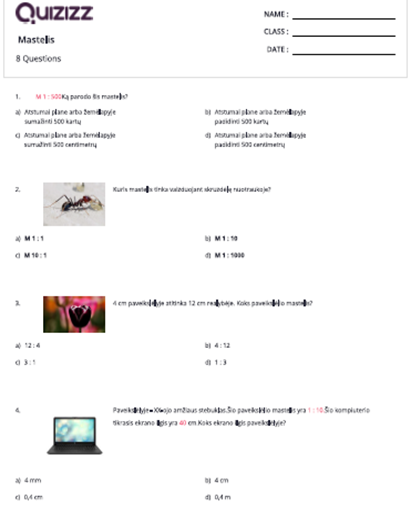 QUIZIZZ
NAME :
CLASS :
DATE :
Mastelis
8 Questions
1. M 1 : 500Ką parodo šis mastelis?
a) Atstumai plane arba žemėlapyje sumažinti 500 kartų
b) Atstumai plane arba žemėlapyje padidinti 500 kartų
c) Atstumai plane arba žemėlapyje sumažinti 500 centimetrų
d) Atstumai plane arba žemėlapyje padidinti 500 centimetrų
2. Kuris mastelis tinka vaizduojant skruzdėlę nuotraukoje?
a) M 1 : 1
b) M 1 : 10
c) M 10 : 1
d) M 1 : 1000
3. 4 cm paveikslėlyje atitinka 12 cm realybėje. Koks paveikslėlio mastelis?
a) 12 : 4
b) 4 : 12
c) 3 : 1
d) 1 : 3
4. Paveikslėlyje XX-ojo amžiaus stebuklas.Šio paveikslėlio mastelis yra 1 : 10.Šio kompiuterio
tikrasis ekrano ilgis yra 40 cm.Koks ekrano ilgis paveikslėlyje?
a) 4 mm
b) 4 cm
c) 0,4 cm
d) 0,4 m